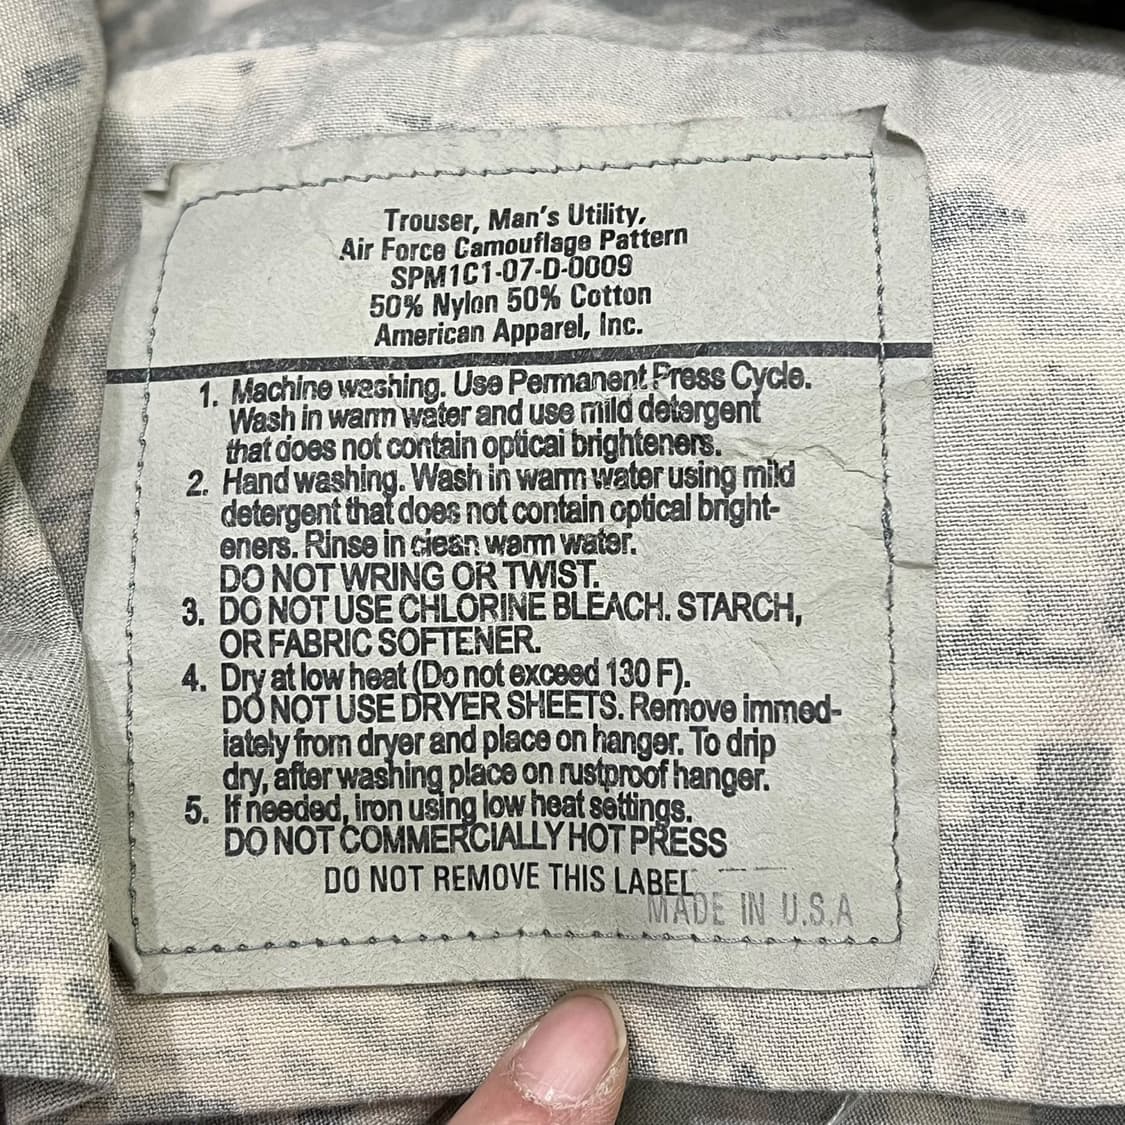 Trouser, Man's Utility,
Air Force Camouflage Pattern
SPM1C1-07-D-0009
50% Nylon 50% Cotton
American Apparel, Inc.
1. Machine washing. Use Permanent Press Cycle.
Wash in warm water and use mild detergent
that does not contain optical brighteners.
2. Hand washing. Wash in warm water using mild
detergent that does not contain optical bright-
eners. Rinse in clean warm water.
DO NOT WRING OR TWIST.
3. DO NOT USE CHLORINE BLEACH. STARCH,
OR FABRIC SOFTENER.
4. Dry at low heat (Do not exceed 130 F).
DO NOT USE DRYER SHEETS. Remove immed-
iately from dryer and place on hanger. To drip
dry, after washing place on rustproof hanger.
5. If needed, iron using low heat settings.
DO NOT COMMERCIALLY HOT PRESS
DO NOT REMOVE THIS LABEL
MADE IN U.S.A